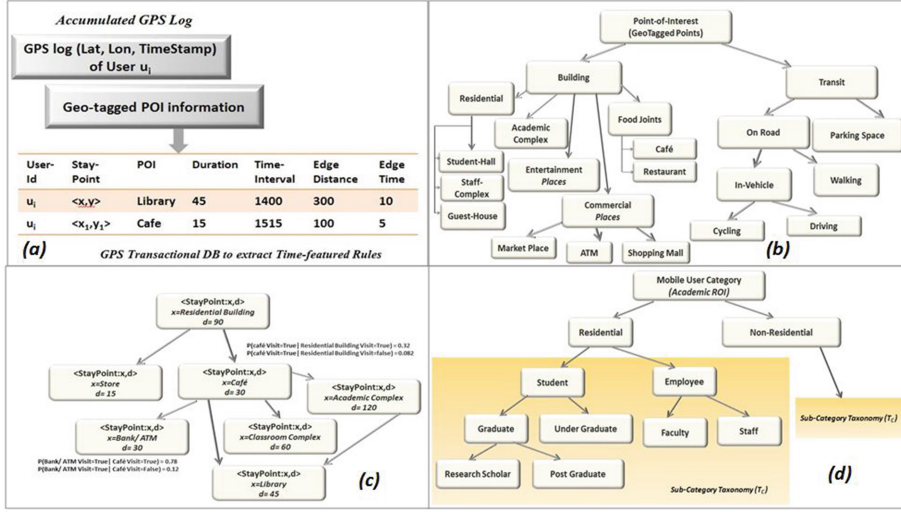 Accumulated GPS Log
GPS log (Lat, Lon, TimeStamp)
of User ui
Geo-tagged POI information
User-Id Stay-Point POI Duration Time-Interval Edge Distance Edge Time
ui <x,y> Library 45 1400 300 10
ui <x1,y1> Cafe 15 1515 100 5
(a)
GPS Transactional DB to extract Time-featured Rules
Point-of-Interest
(GeoTagged Points)
Building
Transit
Residential
Academic
Complex
Food Joints
On Road
Parking Space
Student-Hall
Entertainment
Places
Café
Staff-
Complex
Restaurant
In-Vehicle
Walking
Guest-House
Commercial
Places
Cycling
Driving
Market Place
ATM
Shopping Mall
(b)
<StayPoint:x,d>
x=Residential Building
d= 90
P(café Visit=True| Residential Building Visit=True) = 0.32
P(café Visit=True| Residential Building Visit=false) = 0.082
<StayPoint:x,d>
x=Store
d= 15
<StayPoint:x,d>
x=Café
d= 30
<StayPoint:x,d>
x=Academic Complex
d= 120
<StayPoint:x,d>
x=Bank/ ATM
d= 30
<StayPoint:x,d>
x=Classroom Complex
d= 60
P(Bank/ ATM Visit=True| Café Visit=True) = 0.78
P(Bank/ ATM Visit=True| Café Visit=False) = 0.12
<StayPoint:x,d>
x=Library
d= 45
(c)
Mobile User Category
(Academic ROI)
Residential
Non-Residential
Student
Employee
Sub-Category Taxonomy (TC)
Graduate
Under Graduate
Faculty
Staff
Research Scholar
Post Graduate
(d)
Sub-Category Taxonomy (TC)